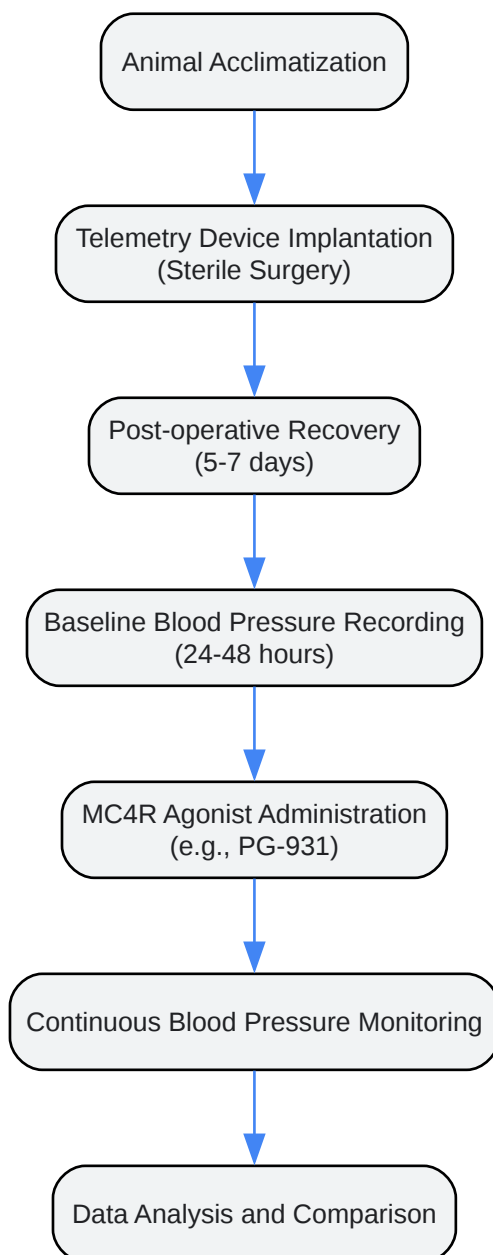 Animal Acclimatization
Telemetry Device Implantation
(Sterile Surgery)
Post-operative Recovery
(5-7 days)
Baseline Blood Pressure Recording
(24-48 hours)
MC4R Agonist Administration
(e.g., PG-931)
Continuous Blood Pressure Monitoring
Data Analysis and Comparison